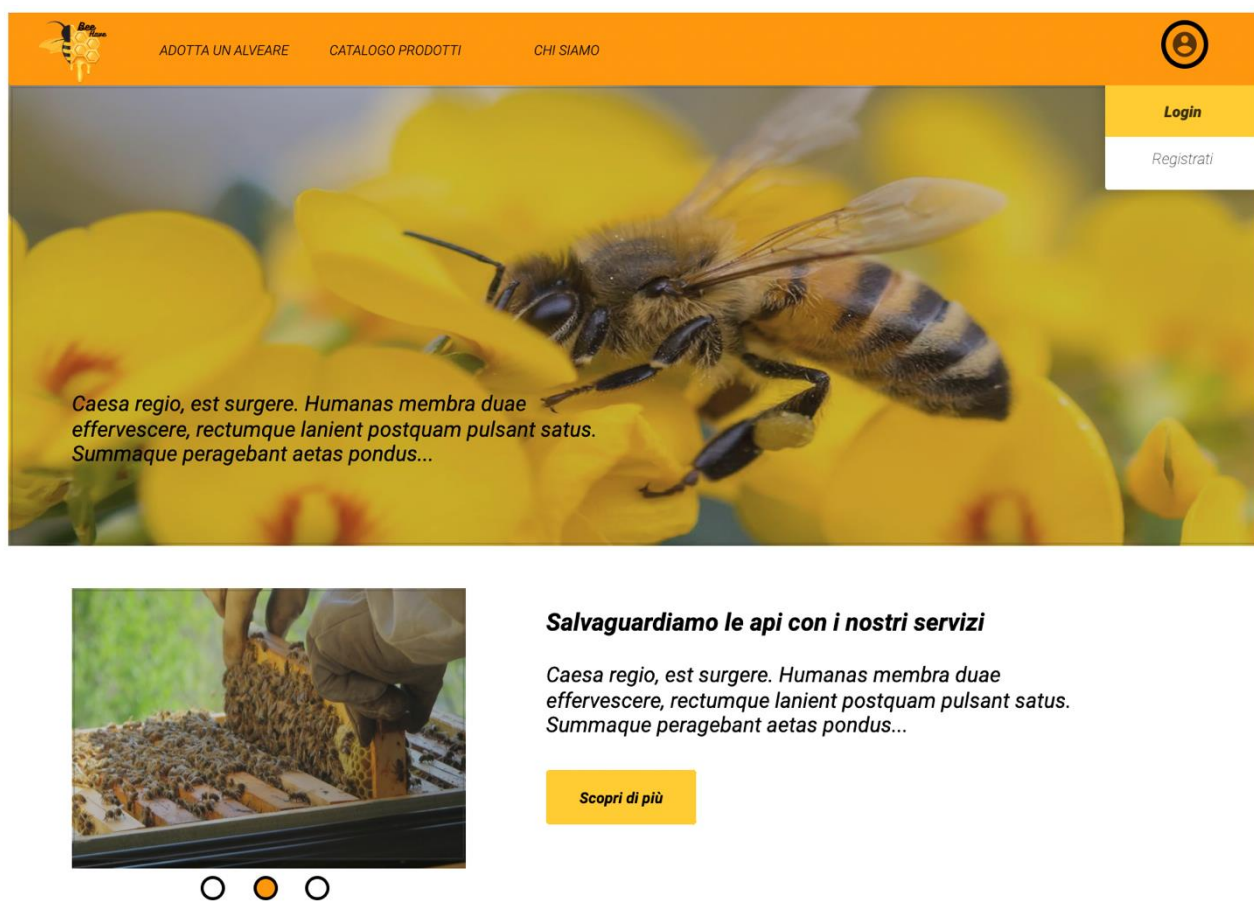 Bee
Have
ADOTTA UN ALVEARE
CATALOGO PRODOTTI
CHI SIAMO
Login
Registrati
Caesa regio, est surgere. Humanas membra duae
effervescere, rectumque lanient postquam pulsant satus.
Summaque peragebant aetas pondus...
Salvaguardiamo le api con i nostri servizi
Caesa regio, est surgere. Humanas membra duae
effervescere, rectumque lanient postquam pulsant satus.
Summaque peragebant aetas pondus...
Scopri di più